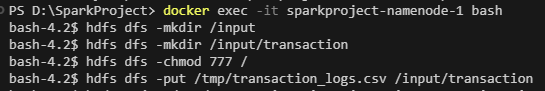 PS D:\SparkProject> docker exec -it sparkproject-namenode-1 bash
bash-4.2$ hdfs dfs -mkdir /input
bash-4.2$ hdfs dfs -mkdir /input/transaction
bash-4.2$ hdfs dfs -chmod 777 /
bash-4.2$ hdfs dfs -put /tmp/transaction_logs.csv /input/transaction